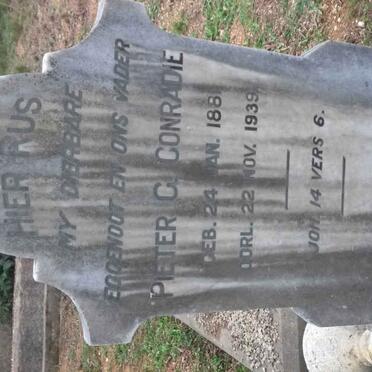 HIER RUS
MY DIERBARE
EGGENOOT EN ONS VADER
PIETER C. CONRADIE
GEB. 24 JAN. 188
OORL. 22 NOV. 1939.
JOH. 14 VERS 6.